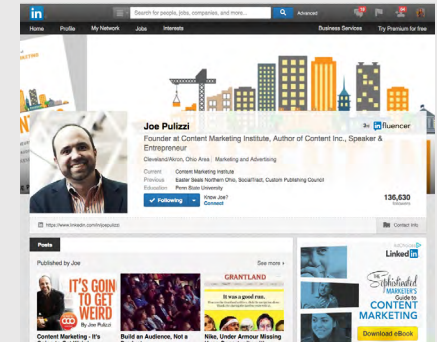 in
Search for people, jobs, companies, and more...
Advanced
Home Profile My Network Jobs Interests
Business Services Try Premium for free
Joe Pulizzi
influencer
Founder at Content Marketing Institute, Author of Content Inc., Speaker &
Entrepreneur
Cleveland/Akron, Ohio Area Marketing and Advertising
Current Content Marketing Institute
Previous Easter Seals Northern Ohio, SocialTract, Custom Publishing Council
Education Penn State University
Following
Know Joe?
Connect
136,630
followers
https://www.linkedin.com/in/joepulizzi
Contact Info
Posts
Published by Joe
See more
IT'S GOIN
TO GET
WEIRD
By Joe Pulizzi
Content Marketing - It's
Build an Audience, Not a
GRANTLAND
It was a good run.
Nike, Under Armour Missing
Linked in
THE
Sophisticated
MARKETER'S
Guide to
CONTENT
MARKETING
Download eBook